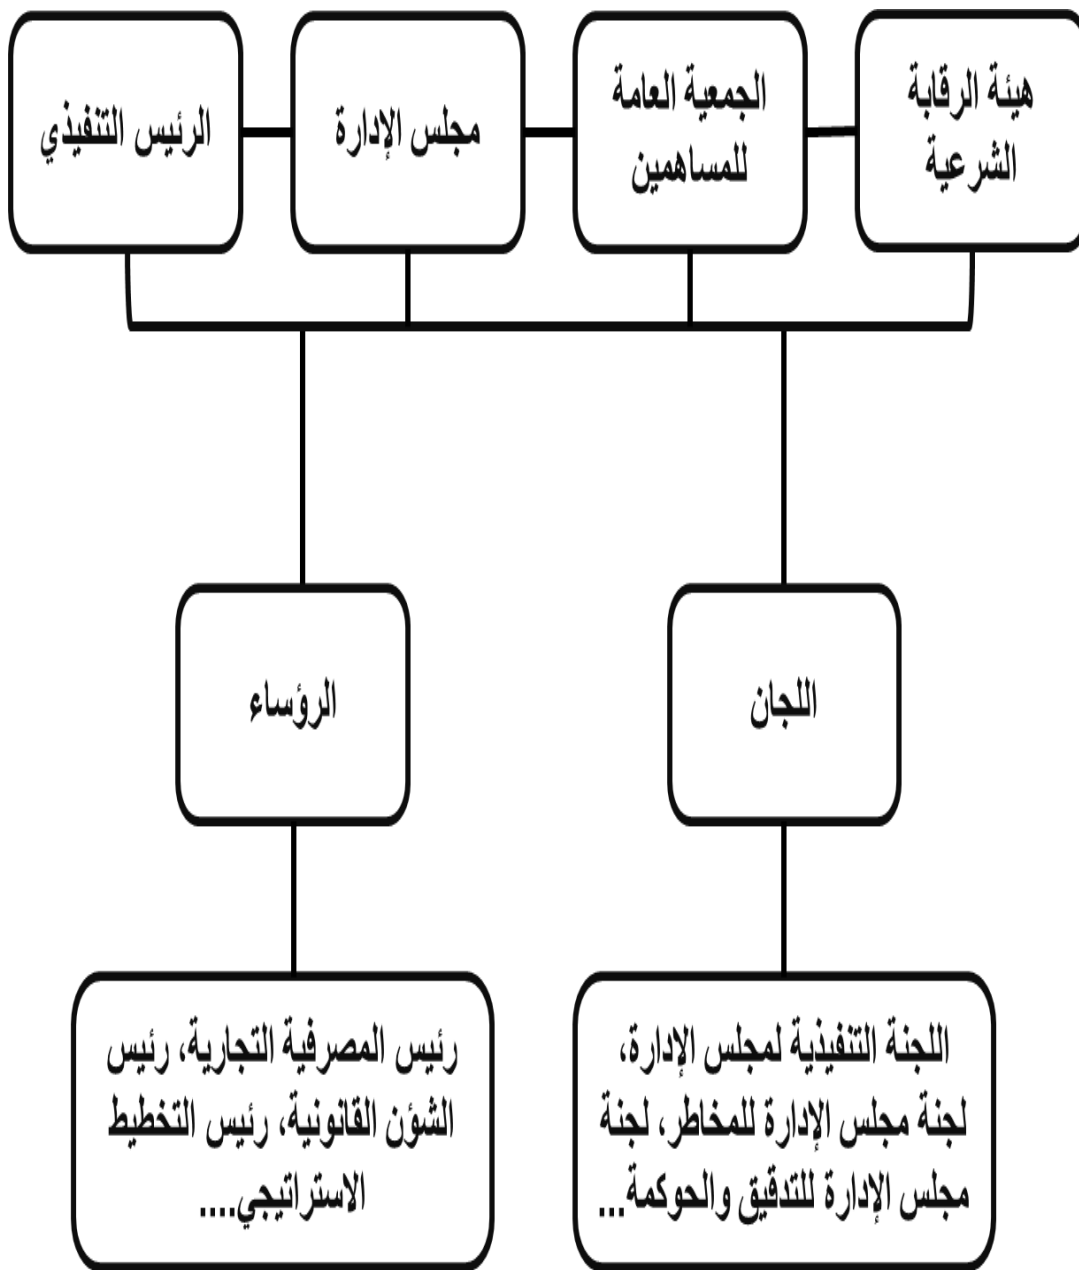 هيئة الرقابة
الشرعية
الجمعية العامة
للمساهمين
مجلس الإدارة
الرئيس التنفيذي
اللجان
الرؤساء
اللجنة التنفيذية لمجلس الإدارة،
لجنة مجلس الإدارة للمخاطر، لجنة
مجلس الإدارة للتدقيق والحوكمة...
رئيس المصرفية التجارية، رئيس
الشؤن القانونية، رئيس التخطيط
الاستراتيجي....